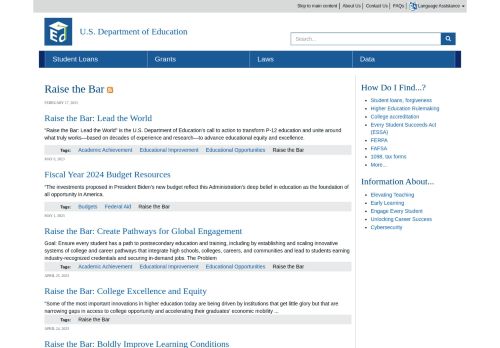 Skip to main content | About Us | Contact Us | FAQs | Language Assistance
U.S. Department of Education
Search...
Student Loans Grants Laws Data
Raise the Bar
FEBRUARY 17, 2023
Raise the Bar: Lead the World
"Raise the Bar: Lead the World" is the U.S. Department of Education's call to action to transform P-12 education and unite around
what truly works—based on decades of experience and research—to advance educational equity and excellence.
Tags: Academic Achievement Educational Improvement Educational Opportunities Raise the Bar
MAY 8, 2023
Fiscal Year 2024 Budget Resources
"The investments proposed in President Biden's new budget reflect this Administration's deep belief in education as the foundation of
all opportunity in America.
Tags: Budgets Federal Aid Raise the Bar
MAY 1, 2023
Raise the Bar: Create Pathways for Global Engagement
Goal: Ensure every student has a path to postsecondary education and training, including by establishing and scaling innovative
systems of college and career pathways that integrate high schools, colleges, careers, and communities and lead to students earning
industry-recognized credentials and securing in-demand jobs. The Problem
Tags: Academic Achievement Educational Improvement Educational Opportunities Raise the Bar
APRIL 25, 2023
Raise the Bar: College Excellence and Equity
"Some of the most important innovations in higher education today are being driven by institutions that get little glory but that are
narrowing gaps in access to college opportunity and accelerating their graduates' economic mobility ...
Tags: Raise the Bar
APRIL 24, 2023
Raise the Bar: Boldly Improve Learning Conditions
How Do I Find...?
Student loans, forgiveness
Higher Education Rulemaking
College accreditation
Every Student Succeeds Act
(ESSA)
FERPA
FAFSA
1098, tax forms
More...
Information About...
Elevating Teaching
Early Learning
Engage Every Student
Unlocking Career Success
Cybersecurity